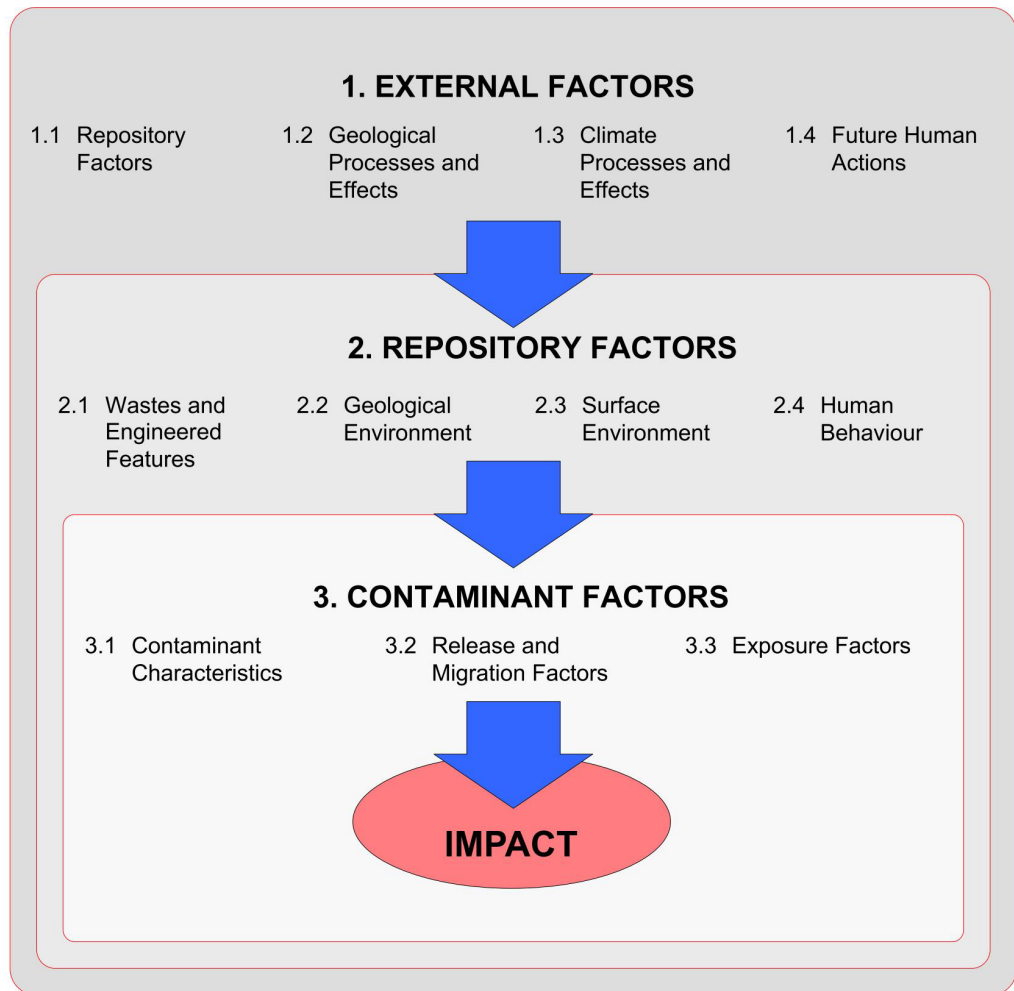 1. EXTERNAL FACTORS
1.1 Repository
Factors
1.2 Geological
Processes and
Effects
1.3 Climate
Processes and
Effects
1.4 Future Human
Actions
2. REPOSITORY FACTORS
2.1 Wastes and
Engineered
Features
2.2 Geological
Environment
2.3 Surface
Environment
2.4 Human
Behaviour
3. CONTAMINANT FACTORS
3.1 Contaminant
Characteristics
3.2 Release and
Migration Factors
3.3 Exposure Factors
IMPACT